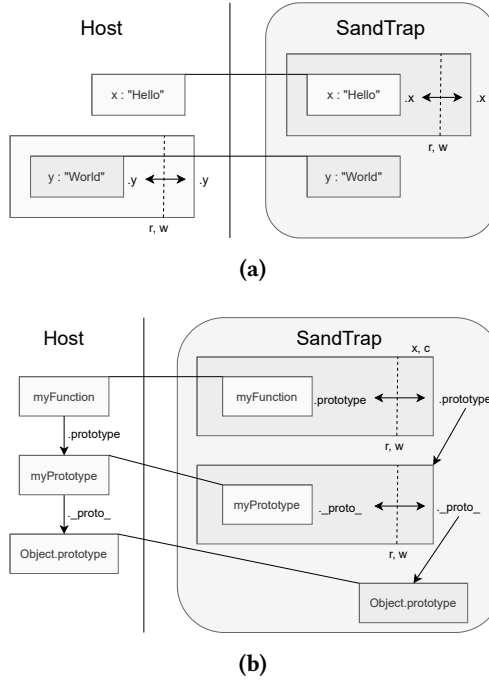 Host
SandTrap
x : "Hello"
x : "Hello"
.x
.x
r, w
y : "World"
.y
.y
y : "World"
r, w
(a)
Host
SandTrap
x, c
myFunction
myFunction
.prototype
.prototype
.prototype
r, w
myPrototype
myPrototype
._proto_
._proto_
._proto_
r, w
Object.prototype
Object.prototype
(b)